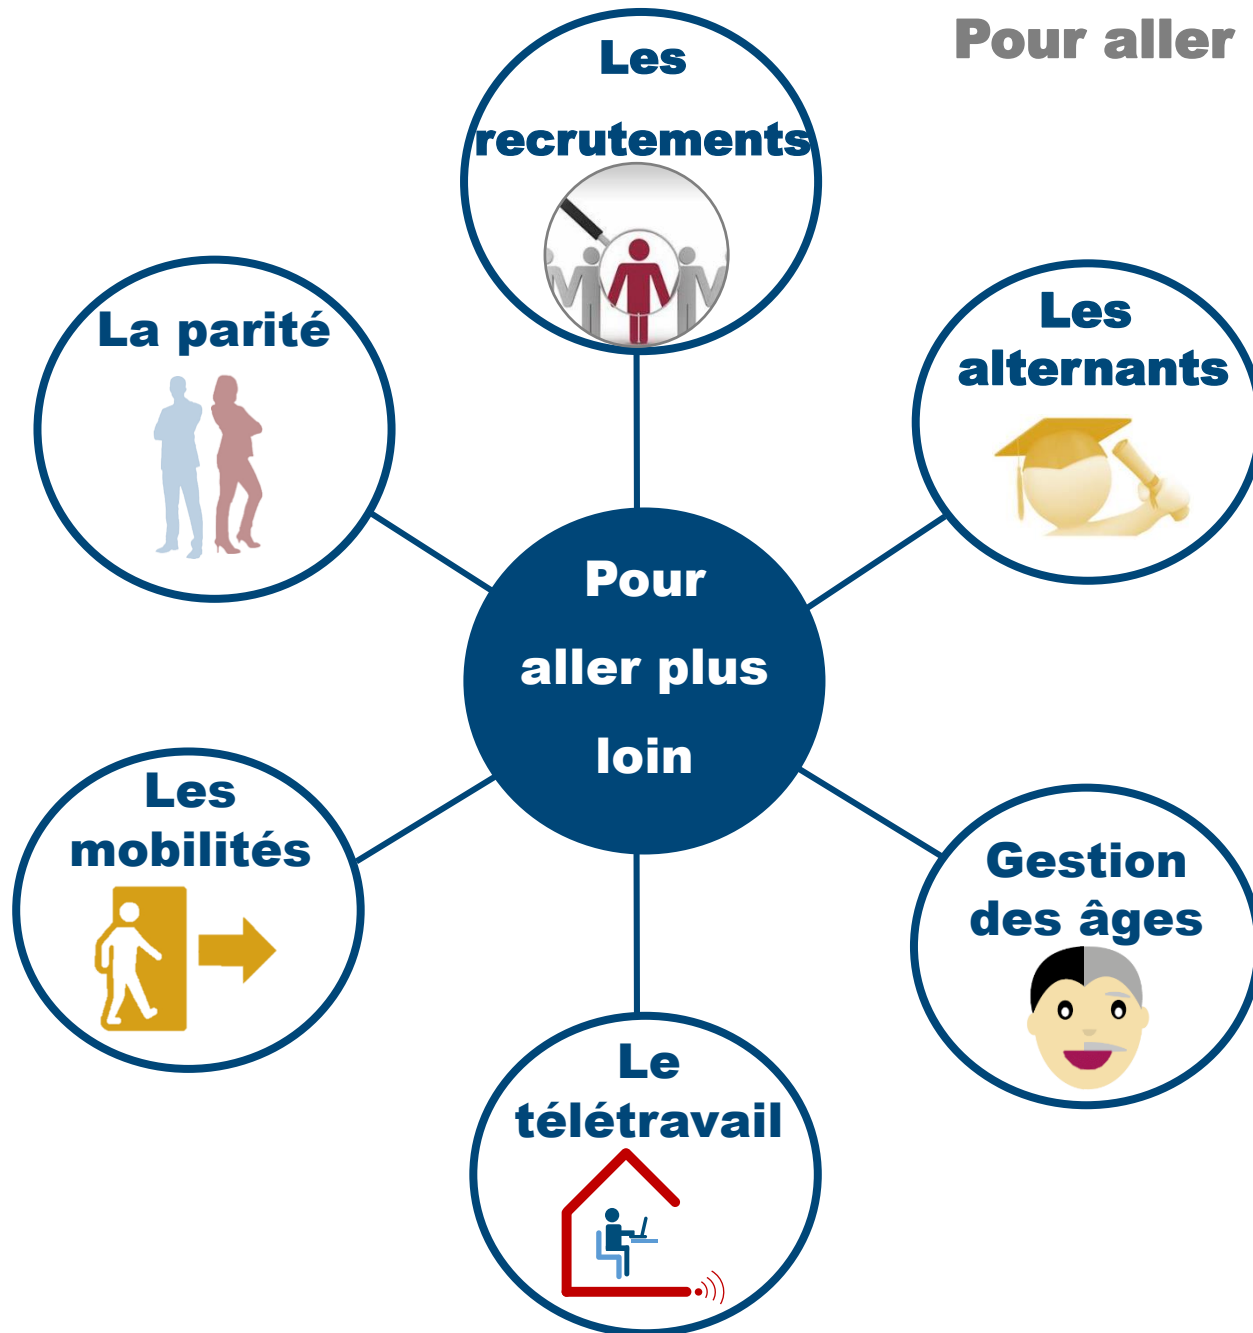 Pour aller
Les
recrutements
La parité
Les
alternants
Pour
aller plus
loin
Les
mobilités
Gestion
des âges
Le
télétravail